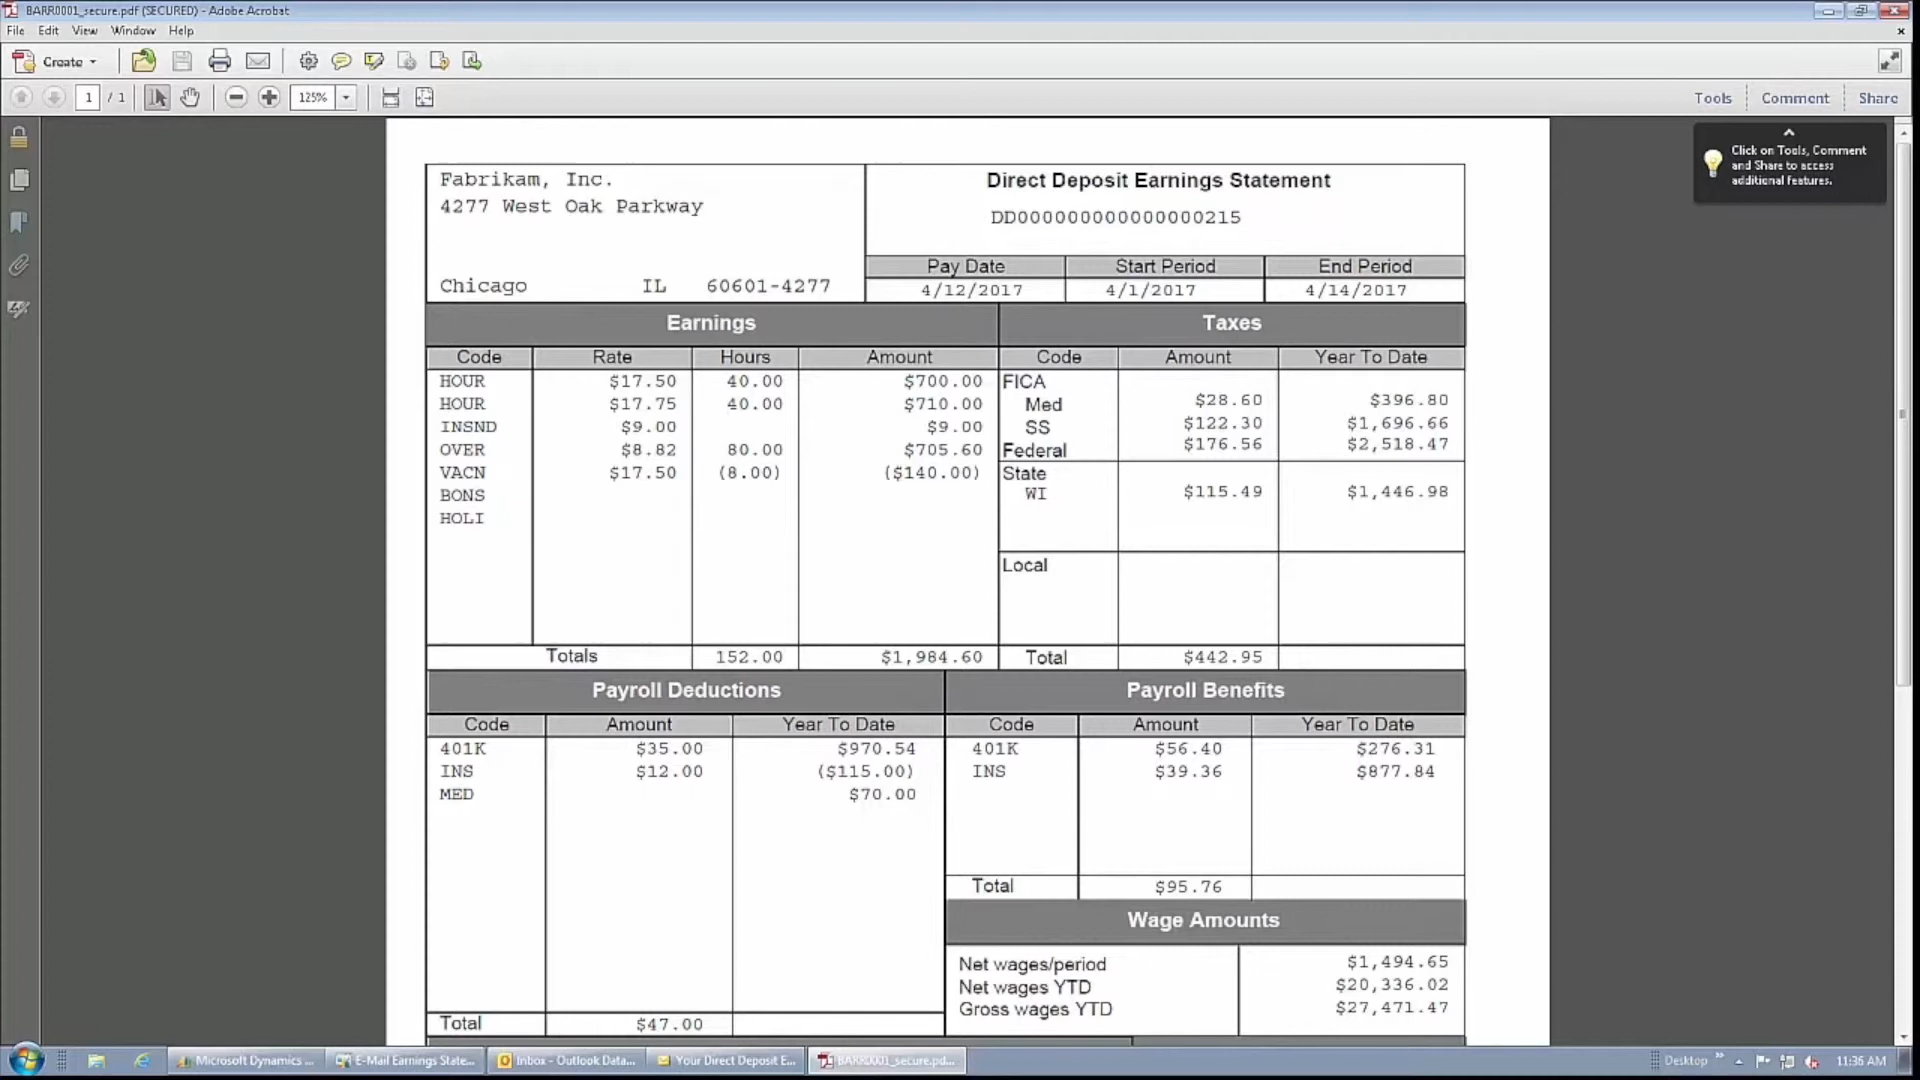 BARR0001_secure.pdf (SECURED) - Adobe Acrobat
File Edit View Window Help
Create
1 / 1 125% Tools Comment Share
Click on Tools, Comment
and Share to access
additional features.
Fabrikam, Inc.
4277 West Oak Parkway
Chicago IL 60601-4277
Direct Deposit Earnings Statement
DD000000000000000215
Pay Date Start Period End Period
4/12/2017 4/1/2017 4/14/2017
Earnings
Code Rate Hours Amount
HOUR $17.50 40.00 $700.00
HOUR $17.75 40.00 $710.00
INSND $9.00 $9.00
OVER $8.82 80.00 $705.60
VACN $17.50 (8.00) ($140.00)
BONS
HOLI
Totals 152.00 $1,984.60
Taxes
Code Amount Year To Date
FICA
Med $28.60 $396.80
SS $122.30 $1,696.66
Federal $176.56 $2,518.47
State
WI $115.49 $1,446.98
Local
Total $442.95
Payroll Deductions
Code Amount Year To Date
401K $35.00 $970.54
INS $12.00 ($115.00)
MED $70.00
Total $47.00
Payroll Benefits
Code Amount Year To Date
401K $56.40 $276.31
INS $39.36 $877.84
Total $95.76
Wage Amounts
Net wages/period $1,494.65
Net wages YTD $20,336.02
Gross wages YTD $27,471.47
Microsoft Dynamics ... E-Mail Earnings State... Inbox - Outlook Data... Your Direct Deposit E... BARR0001_secure.pd... Desktop 11:36 AM